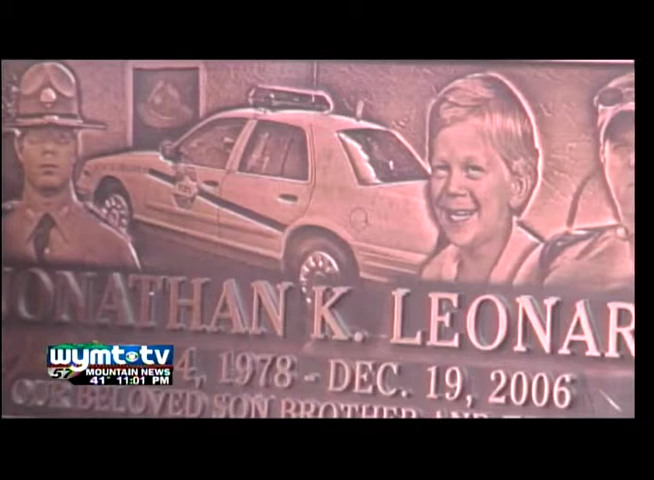 JONATHAN K. LEONAR
4, 1978 - DEC. 19, 2006
OUR BELOVED SON BROTHER AND
wymt tv
57 MOUNTAIN NEWS
41° 11:01 PM